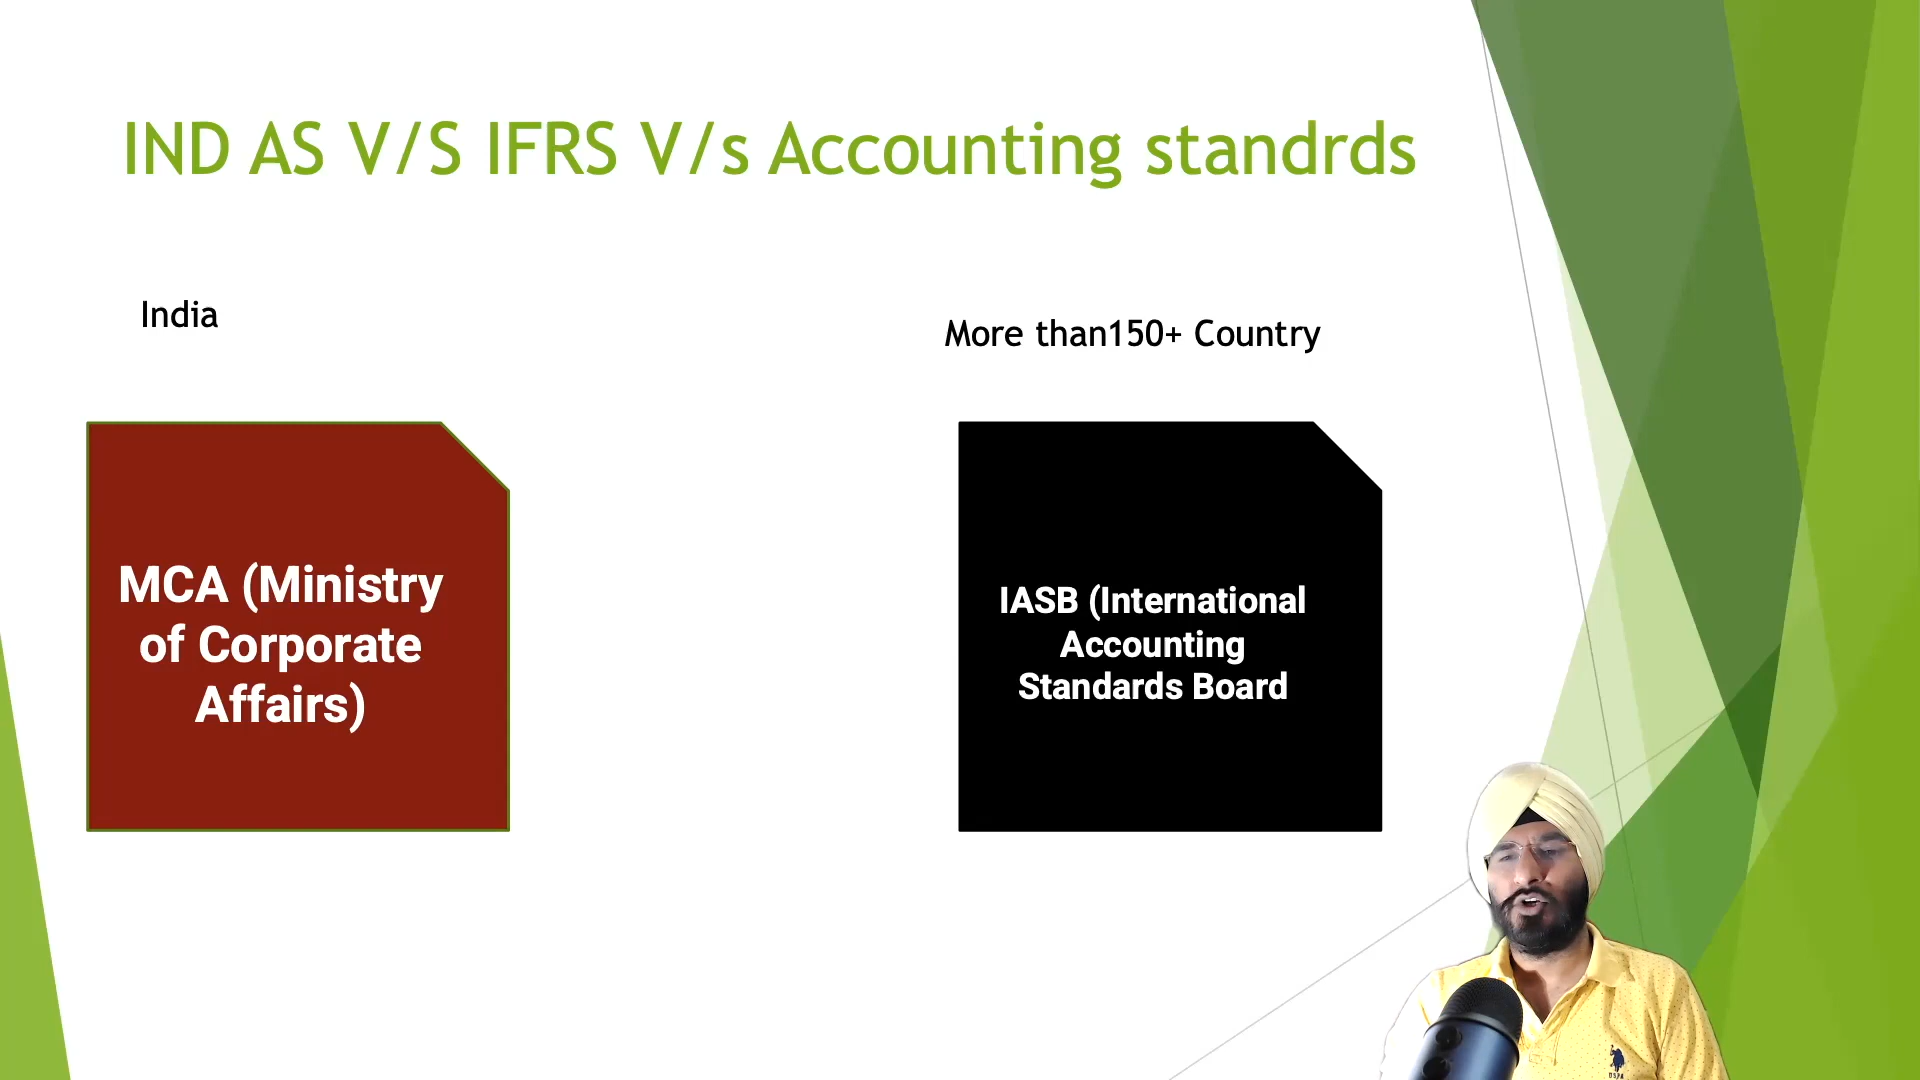 IND AS V/S IFRS V/s Accounting standrds
India
More than150+ Country
MCA (Ministry
of Corporate
Affairs)
IASB (International
Accounting
Standards Board
USPA